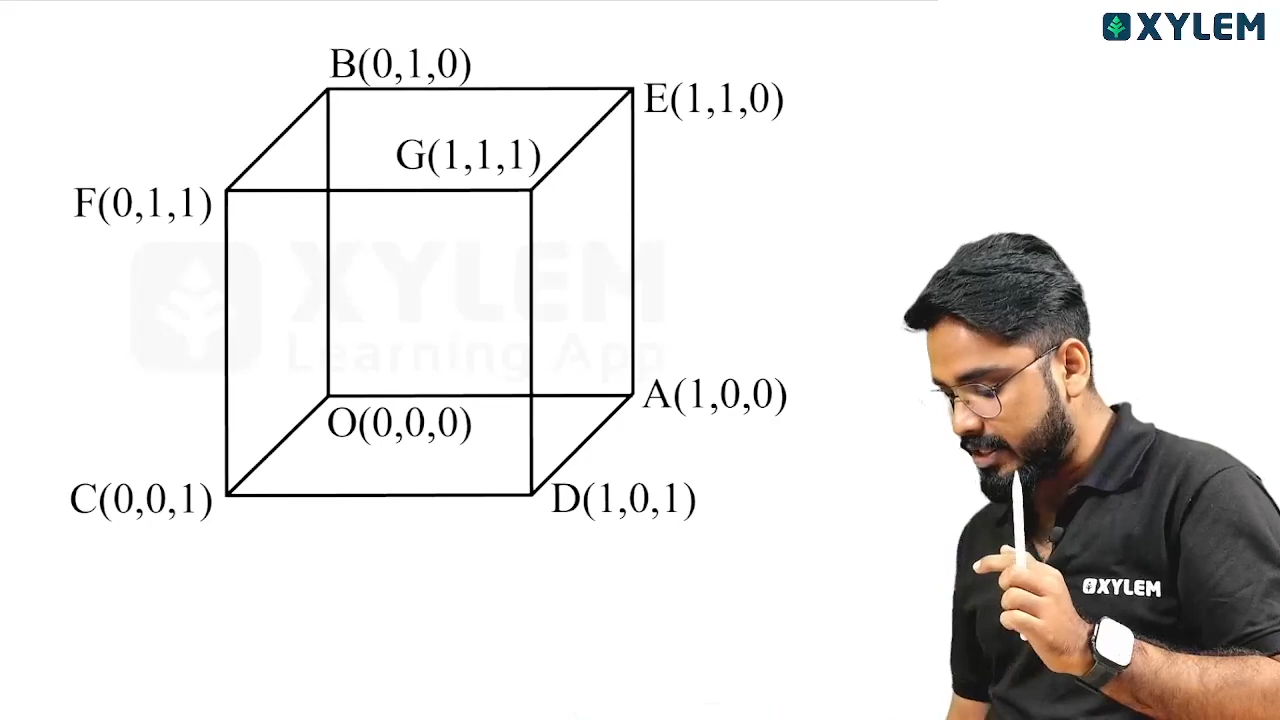 XYLEM
B(0,1,0)
E(1,1,0)
G(1,1,1)
F(0,1,1)
XYLEM
Learning App
A(1,0,0)
O(0,0,0)
C(0,0,1)
D(1,0,1)
XYLEM